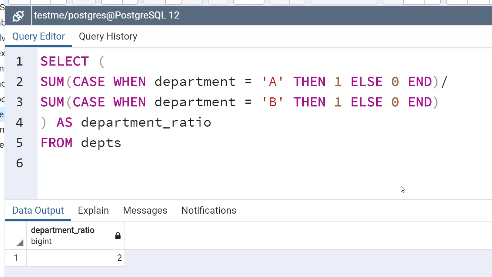 testme/postgres@PostgreSQL 12
Query Editor Query History
1 SELECT (
2 SUM(CASE WHEN department = 'A' THEN 1 ELSE 0 END)/
3 SUM(CASE WHEN department = 'B' THEN 1 ELSE 0 END)
4 ) AS department_ratio
5 FROM depts
6
Data Output Explain Messages Notifications
department_ratio
bigint
1 2